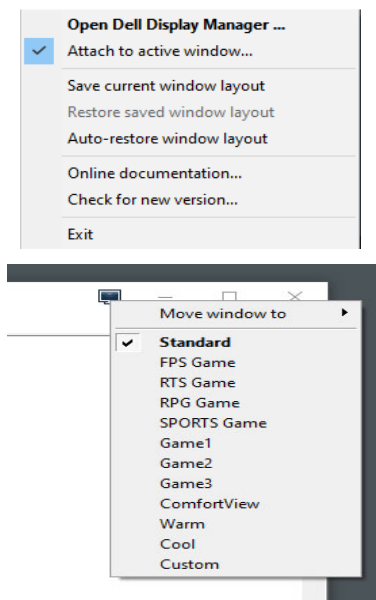 Open Dell Display Manager ...
Attach to active window...
Save current window layout
Restore saved window layout
Auto-restore window layout
Online documentation...
Check for new version...
Exit
Move window to
Standard
FPS Game
RTS Game
RPG Game
SPORTS Game
Game1
Game2
Game3
ComfortView
Warm
Cool
Custom